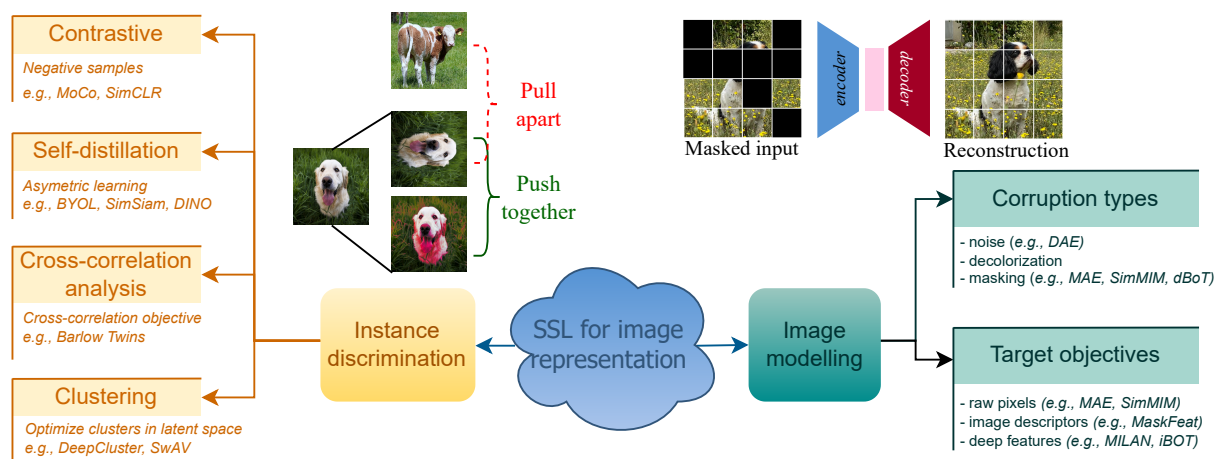 Contrastive
Negative samples
e.g., MoCo, SimCLR
Self-distillation
Asymetric learning
e.g., BYOL, SimSiam, DINO
Cross-correlation
analysis
Cross-correlation objective
e.g., Barlow Twins
Clustering
Optimize clusters in latent space
e.g., DeepCluster, SwAV
Pull
apart
Push
together
Instance
discrimination
SSL for image
representation
Image
modelling
Masked input
encoder
decoder
Reconstruction
Corruption types
- noise (e.g., DAE)
- decolorization
- masking (e.g., MAE, SimMIM, dBoT)
Target objectives
- raw pixels (e.g., MAE, SimMIM)
- image descriptors (e.g., MaskFeat)
- deep features (e.g., MILAN, iBOT)